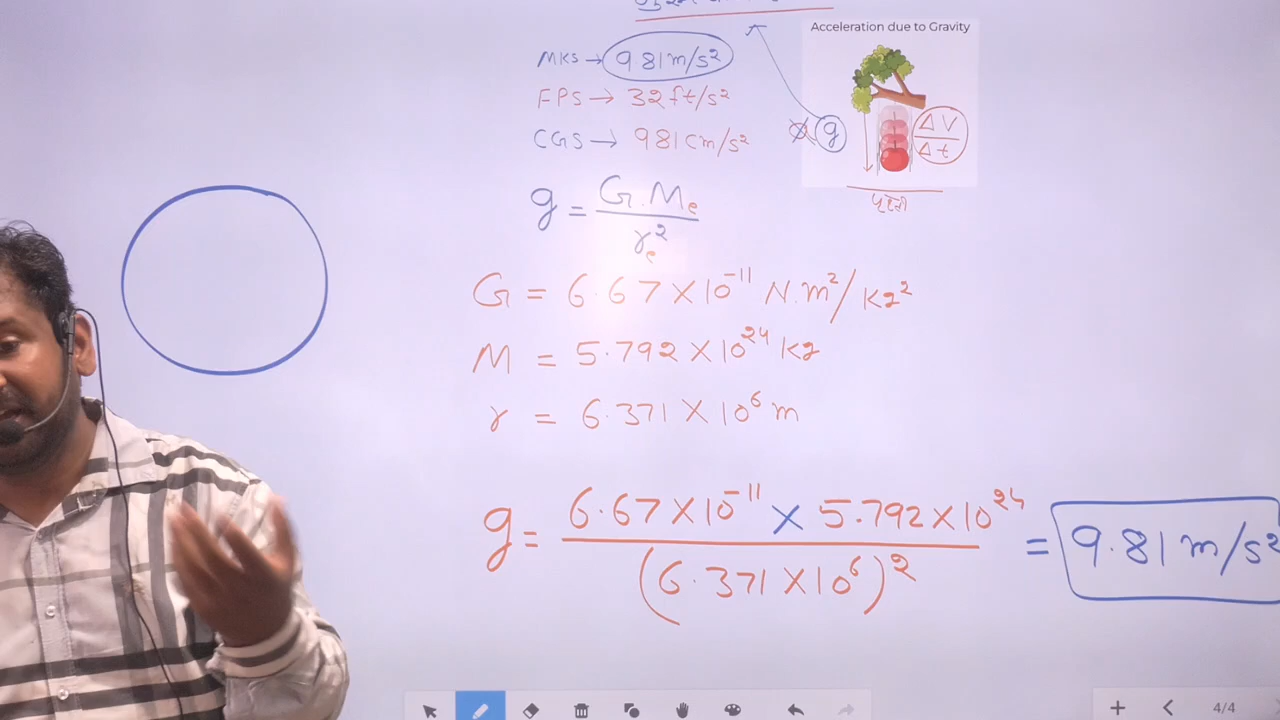 Acceleration due to Gravity
MKS → 9.81 m/s²
FPS → 32 ft/s²
CGS → 981 cm/s²
g
ΔV
Δt
पृथ्वी
g = G.Me / re²
G = 6.67 × 10⁻¹¹ N.m²/Kg²
M = 5.792 × 10²⁴ Kg
r = 6.371 × 10⁶ m
g = 6.67 × 10⁻¹¹ × 5.792 × 10²⁴ / (6.371 × 10⁶)² = 9.81 m/s²
4/4